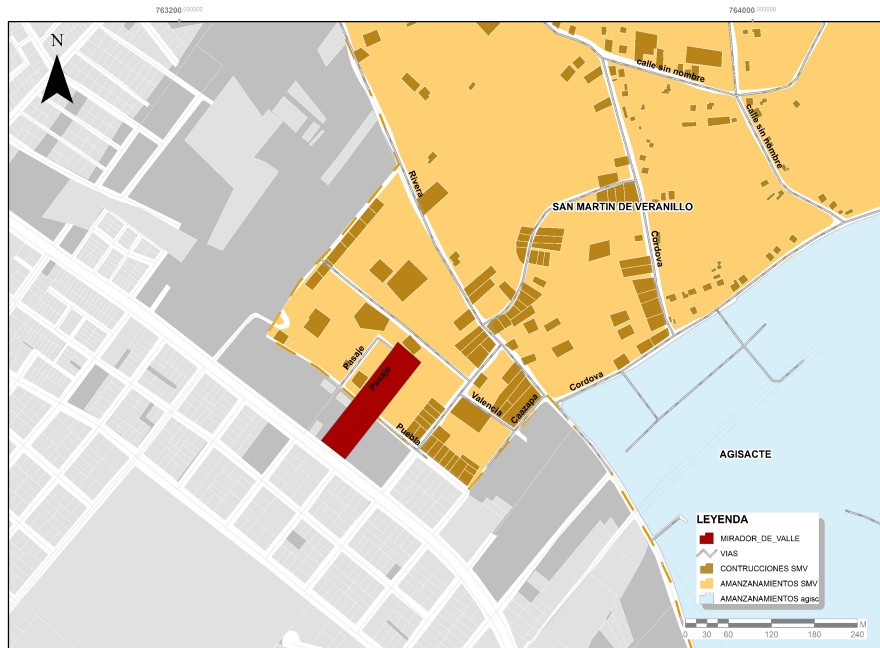 763200,000000
764000,000000
N
calle sin nombre
calle sin nombre
Rivera
SAN MARTIN DE VERANILLO
Cordova
Pasaje
Pasaje
Cordova
Valencia
Caazapa
Puebla
AGISACTE
LEYENDA
MIRADOR_DE_VALLE
VIAS
CONTRUCCIONES SMV
AMANZANAMIENTOS SMV
AMANZANAMIENTOS agisc
M
0 30 60 120 180 240